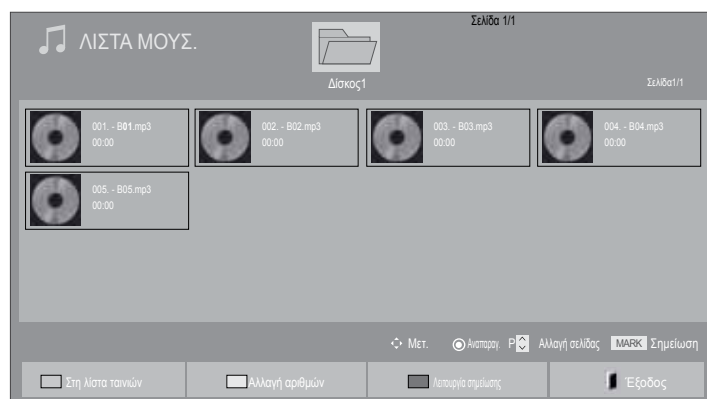 Σελίδα 1/1
ΛΙΣΤΑ ΜΟΥΣ.
Δίσκος1
Σελίδα1/1
001. - B01.mp3
00:00
002. - B02.mp3
00:00
003. - B03.mp3
00:00
004. - B04.mp3
00:00
005. - B05.mp3
00:00
Μετ. Αναπαραγ. P Αλλαγή σελίδας MARK Σημείωση
Στη λίστα ταινιών Αλλαγή αριθμών Λειτουργία σημείωσης Έξοδος